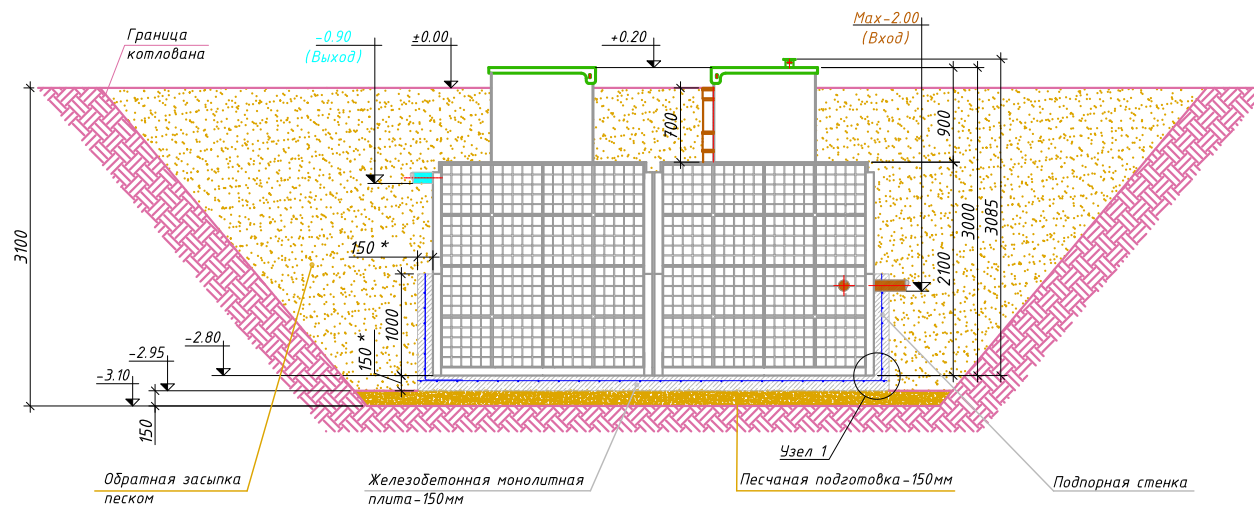 Граница
котлована
-0.90
(Выход)
±0.00
+0.20
Max-2.00
(Вход)
700
900
3000
3085
2100
3100
150 *
1000
150 *
-2.80
-2.95
-3.10
150
Узел 1
Обратная засыпка
песком
Железобетонная монолитная
плита-150мм
Песчаная подготовка-150мм
Подпорная стенка